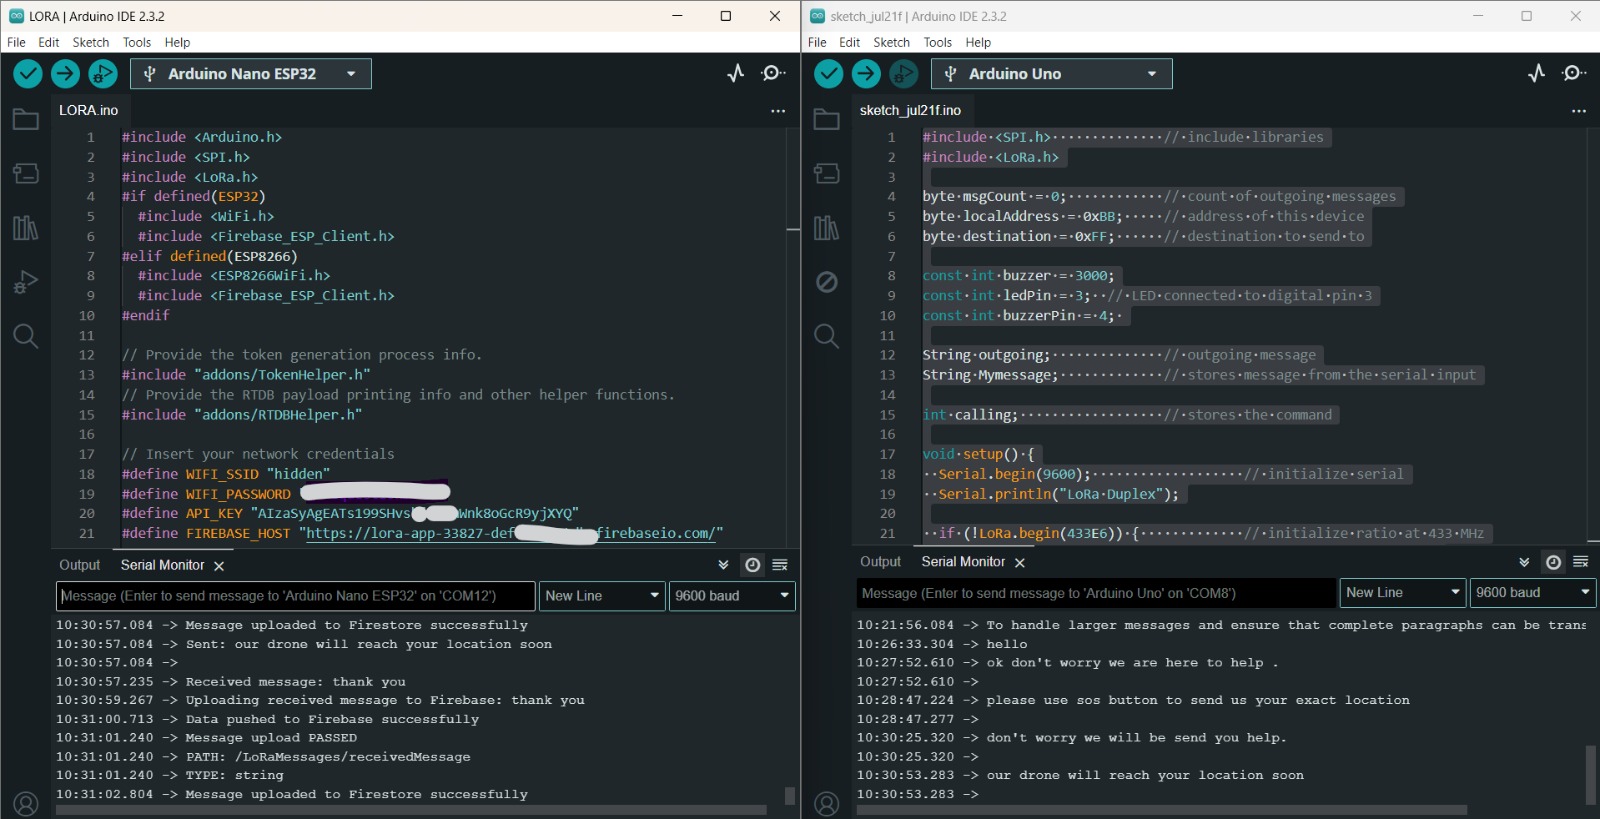 LORA | Arduino IDE 2.3.2
File Edit Sketch Tools Help
Arduino Nano ESP32
LORA.ino
1 #include <Arduino.h>
2 #include <SPI.h>
3 #include <LoRa.h>
4 #if defined(ESP32)
5 #include <WiFi.h>
6 #include <Firebase_ESP_Client.h>
7 #elif defined(ESP8266)
8 #include <ESP8266WiFi.h>
9 #include <Firebase_ESP_Client.h>
10 #endif
11
12 // Provide the token generation process info.
13 #include "addons/TokenHelper.h"
14 // Provide the RTDB payload printing info and other helper functions.
15 #include "addons/RTDBHelper.h"
16
17 // Insert your network credentials
18 #define WIFI_SSID "hidden"
19 #define WIFI_PASSWORD
20 #define API_KEY "AIzaSyAgEATs199SHvs Wnk8oGcR9yjXYQ"
21 #define FIREBASE_HOST "https://lora-app-33827-def firebaseio.com/"
Output Serial Monitor
Message (Enter to send message to 'Arduino Nano ESP32' on 'COM12')
New Line
9600 baud
10:30:57.084 -> Message uploaded to Firestore successfully
10:30:57.084 -> Sent: our drone will reach your location soon
10:30:57.084 ->
10:30:57.235 -> Received message: thank you
10:30:59.267 -> Uploading received message to Firebase: thank you
10:31:00.713 -> Data pushed to Firebase successfully
10:31:01.240 -> Message upload PASSED
10:31:01.240 -> PATH: /LoRaMessages/receivedMessage
10:31:01.240 -> TYPE: string
10:31:02.804 -> Message uploaded to Firestore successfully
sketch_jul21f | Arduino IDE 2.3.2
File Edit Sketch Tools Help
Arduino Uno
sketch_jul21f.ino
1 #include <SPI.h> // include libraries
2 #include <LoRa.h>
3
4 byte msgCount = 0; // count of outgoing messages
5 byte localAddress = 0xBB; // address of this device
6 byte destination = 0xFF; // destination to send to
7
8 const int buzzer = 3000;
9 const int ledPin = 3; // LED connected to digital pin 3
10 const int buzzerPin = 4;
11
12 String outgoing; // outgoing message
13 String Mymessage; // stores message from the serial input
14
15 int calling; // stores the command
16
17 void setup() {
18 Serial.begin(9600); // initialize serial
19 Serial.println("LoRa Duplex");
20
21 if (!LoRa.begin(433E6)) { // initialize ratio at 433 MHz
Output Serial Monitor
Message (Enter to send message to 'Arduino Uno' on 'COM8')
New Line
9600 baud
10:21:56.084 -> To handle larger messages and ensure that complete paragraphs can be trans
10:26:33.304 -> hello
10:27:52.610 -> ok don't worry we are here to help .
10:27:52.610 ->
10:28:47.224 -> please use sos button to send us your exact location
10:28:47.277 ->
10:30:25.320 -> don't worry we will be send you help.
10:30:25.320 ->
10:30:53.283 -> our drone will reach your location soon
10:30:53.283 ->